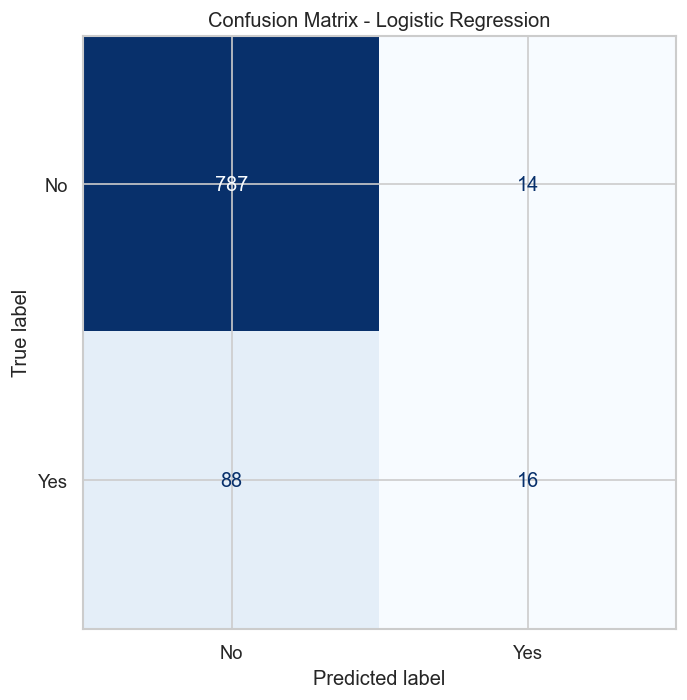 Confusion Matrix - Logistic Regression
True label
No
787
14
Yes
88
16
No
Yes
Predicted label